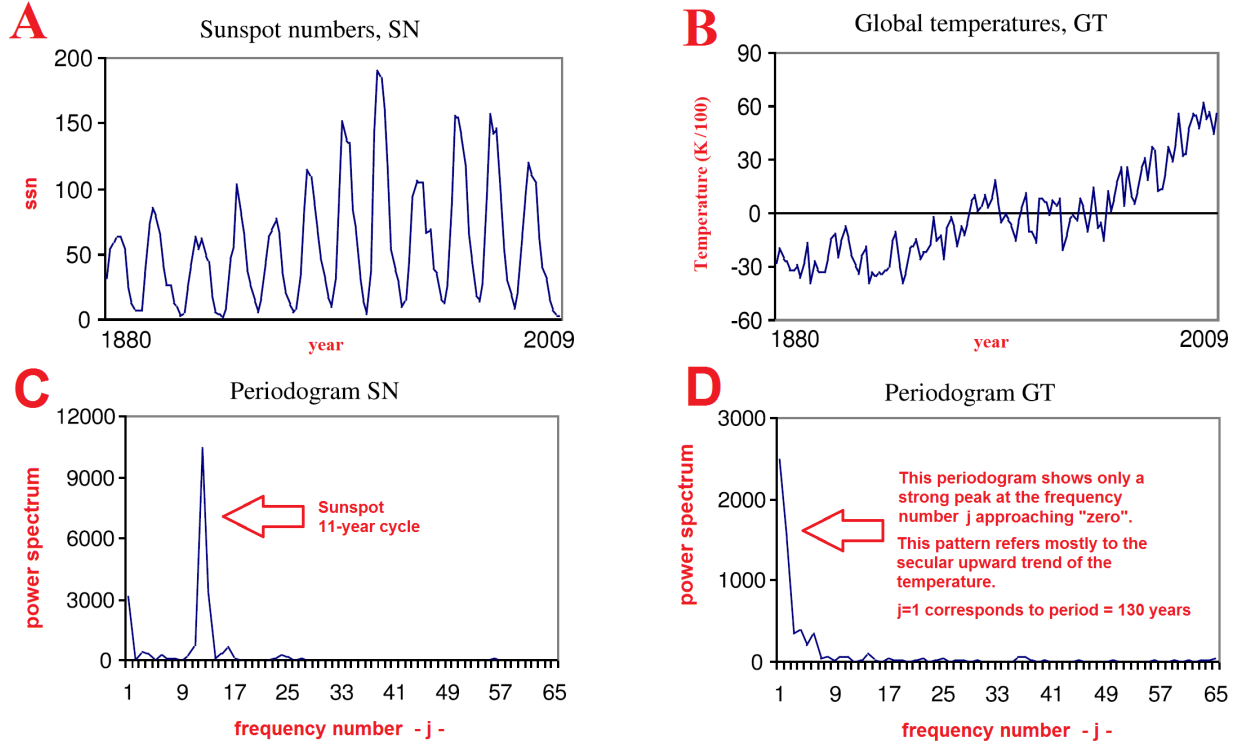 A
Sunspot numbers, SN
200
150
100
50
0
ssn
1880
year
2009
B
Global temperatures, GT
90
60
30
0
-30
-60
Temperature (K /100)
1880
year
2009
C
Periodogram SN
12000
9000
6000
3000
0
power spectrum
Sunspot
11-year cycle
1 9 17 25 33 41 49 57 65
frequency number - j -
D
Periodogram GT
3000
2000
1000
0
power spectrum
This periodogram shows only a
strong peak at the frequency
number j approaching "zero".
This pattern refers mostly to the
secular upward trend of the
temperature.
j=1 corresponds to period = 130 years
1 9 17 25 33 41 49 57 65
frequency number - j -